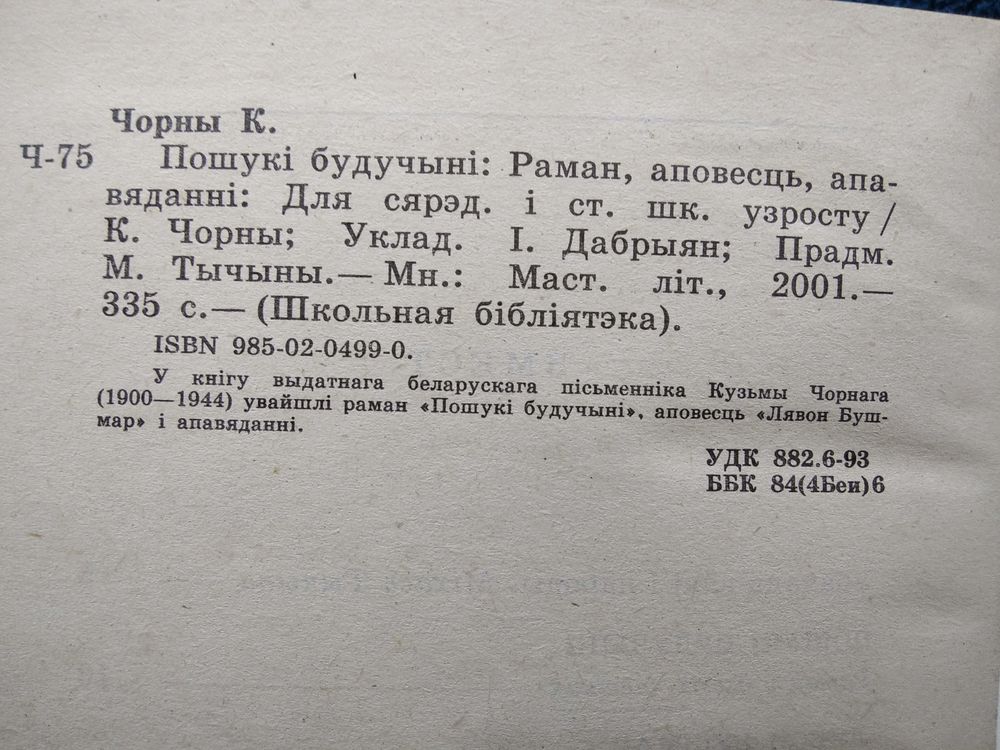 Чорны К.
Ч-75 Пошукі будучыні: Раман, аповесць, апа-
вяданні: Для сярэд. і ст. шк. узросту /
К. Чорны; Уклад. І. Дабрыян; Прадм.
М. Тычыны.— Мн.: Маст. літ., 2001.—
335 с.— (Школьная бібліятэка).
ISBN 985-02-0499-0.
У кнігу выдатнага беларускага пісьменніка Кузьмы Чорнага
(1900—1944) увайшлі раман «Пошукі будучыні», аповесць «Лявон Буш-
мар» і апавяданні.
УДК 882.6-93
ББК 84(4Беи)6